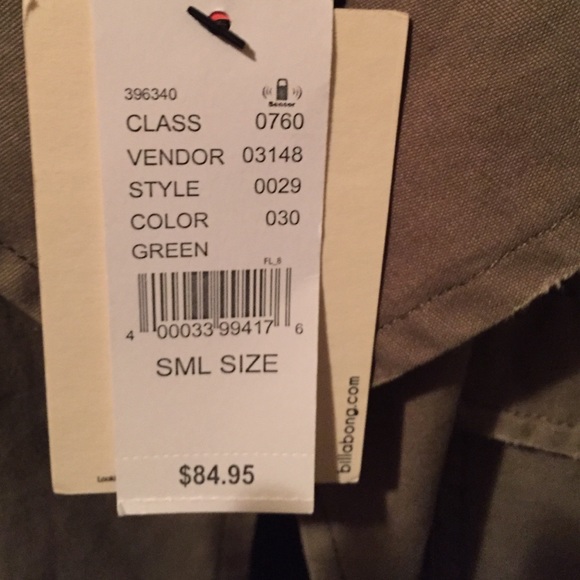 396340
Sensor
CLASS 0760
VENDOR 03148
STYLE 0029
COLOR 030
GREEN
FL_8
4 00033 99417 6
SML SIZE
$84.95
billabong.com